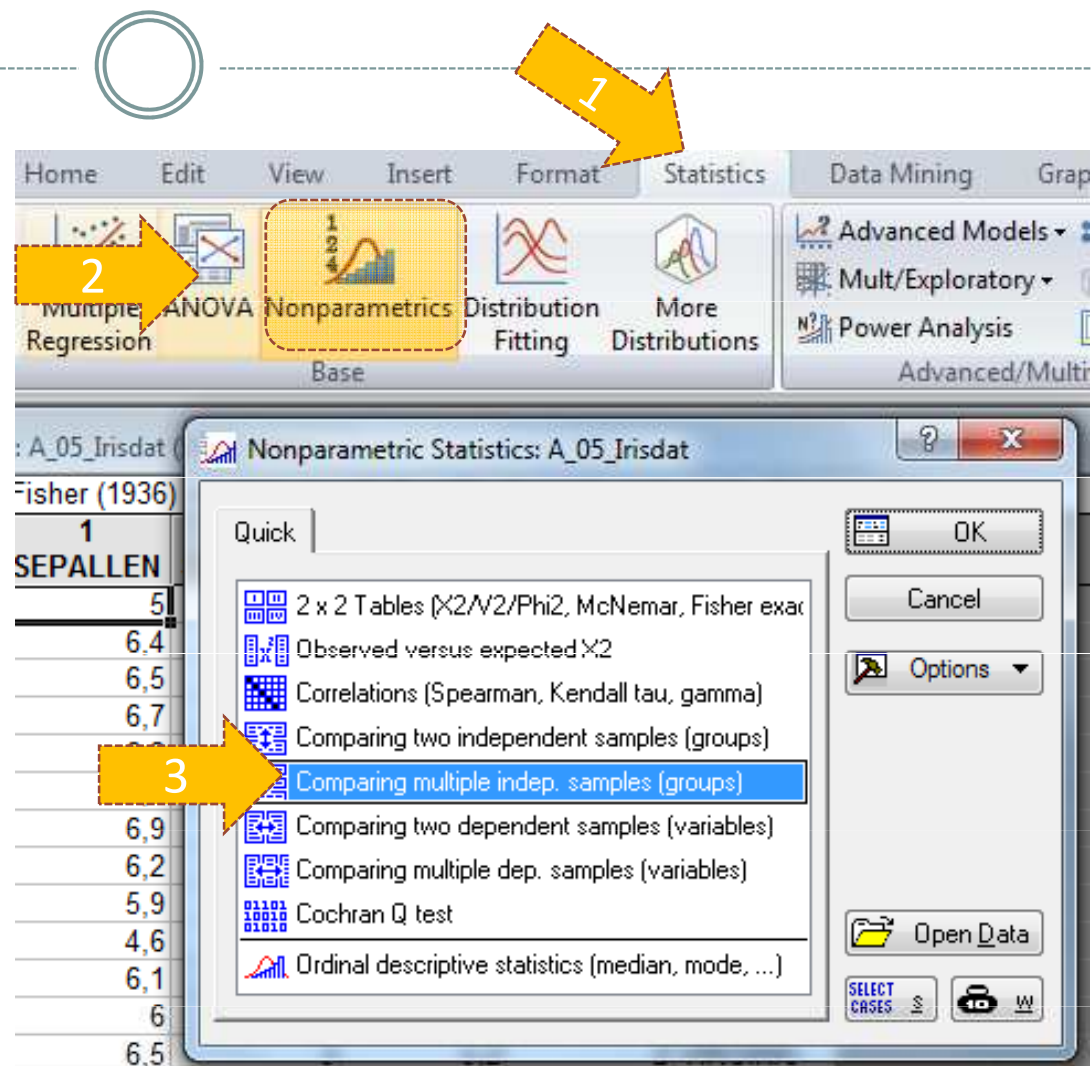 1
Home Edit View Insert Format Statistics Data Mining Grap
2
Multiple Regression
ANOVA
Nonparametrics
Distribution Fitting
More Distributions
Advanced Models
Mult/Exploratory
Power Analysis
Base
Advanced/Multi
: A_05_Irisdat (
Nonparametric Statistics: A_05_Irisdat
Fisher (1936)
1
SEPALLEN
5
6,4
6,5
6,7
6,9
6,2
5,9
4,6
6,1
6
6,5
Quick
2 x 2 Tables (X2/V2/Phi2, McNemar, Fisher exac
Observed versus expected X2
Correlations (Spearman, Kendall tau, gamma)
Comparing two independent samples (groups)
3
Comparing multiple indep. samples (groups)
Comparing two dependent samples (variables)
Comparing multiple dep. samples (variables)
Cochran Q test
Ordinal descriptive statistics (median, mode, ...)
OK
Cancel
Options
Open Data
SELECT CASES S
W